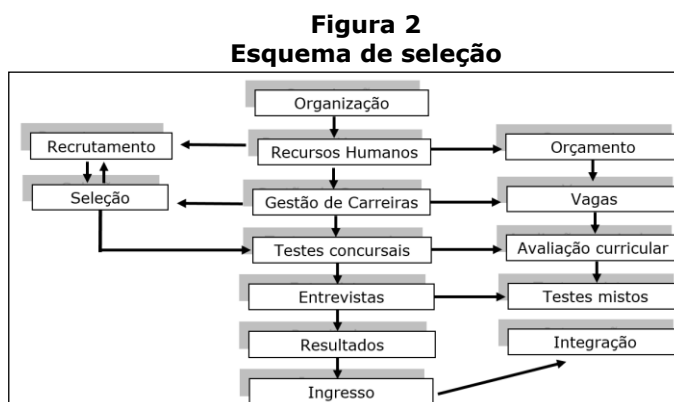 Figura 2
Esquema de seleção
Organização
Recrutamento
Recursos Humanos
Orçamento
Seleção
Gestão de Carreiras
Vagas
Testes concursais
Avaliação curricular
Entrevistas
Testes mistos
Resultados
Integração
Ingresso